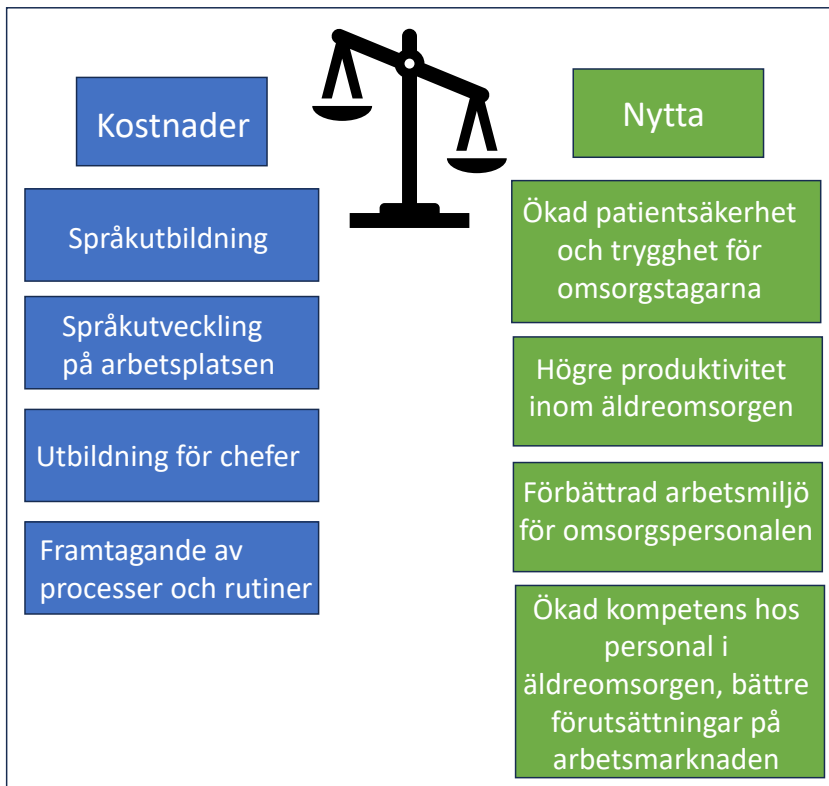 Kostnader
Språkutbildning
Språkutveckling
på arbetsplatsen
Utbildning för chefer
Framtagande av
processer och rutiner
Nytta
Ökad patientsäkerhet
och trygghet för
omsorgstagarna
Högre produktivitet
inom äldreomsorgen
Förbättrad arbetsmiljö
för omsorgspersonalen
Ökad kompetens hos
personal i
äldreomsorgen, bättre
förutsättningar på
arbetsmarknaden